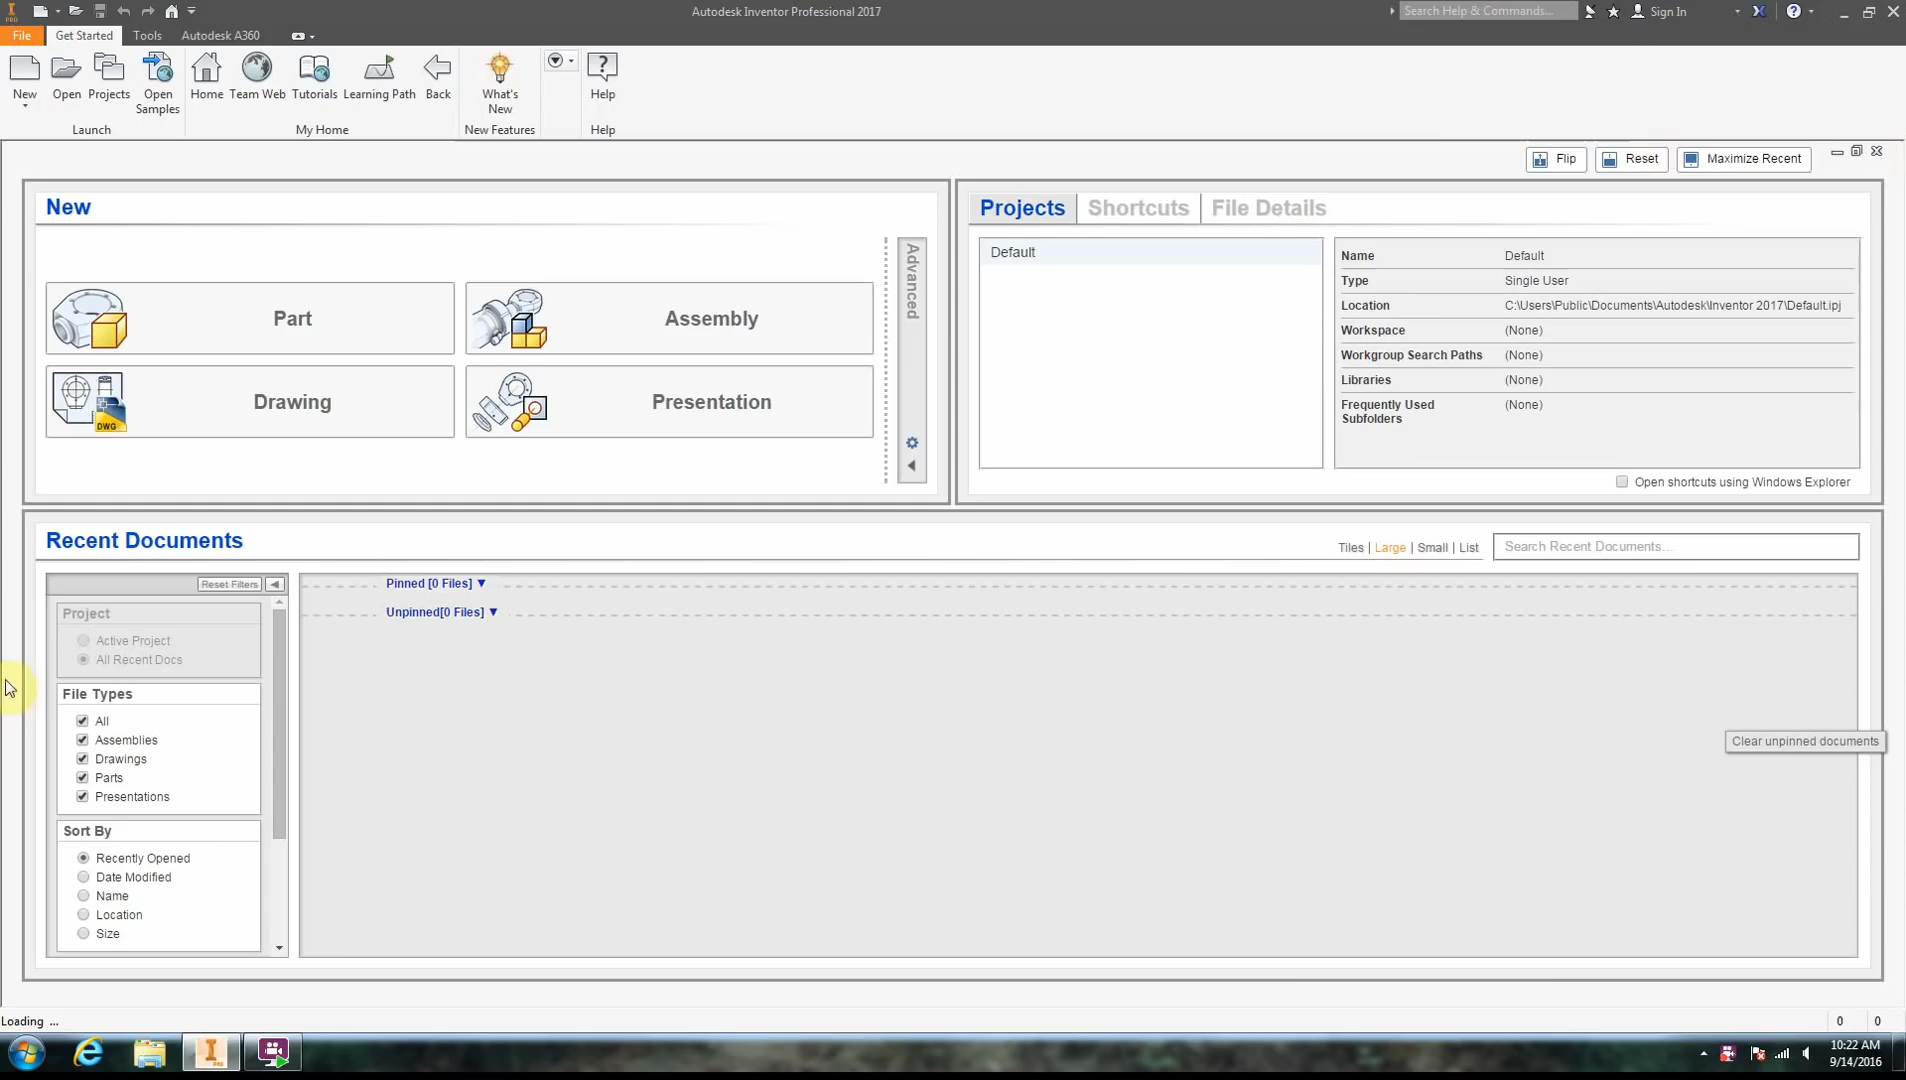 Autodesk Inventor Professional 2017
Search Help & Commands...
Sign In
File
Get Started
Tools
Autodesk A360
New
Open
Projects
Open Samples
Home
Team Web
Tutorials
Learning Path
Back
What's New
Help
Launch
My Home
New Features
Help
Flip
Reset
Maximize Recent
New
Part
Assembly
Drawing
DWG
Presentation
Advanced
Projects
Shortcuts
File Details
Default
Name Default
Type Single User
Location C:\Users\Public\Documents\Autodesk\Inventor 2017\Default.ipj
Workspace (None)
Workgroup Search Paths (None)
Libraries (None)
Frequently Used Subfolders (None)
Open shortcuts using Windows Explorer
Recent Documents
Tiles | Large | Small | List
Search Recent Documents...
Reset Filters
Project
Active Project
All Recent Docs
File Types
All
Assemblies
Drawings
Parts
Presentations
Sort By
Recently Opened
Date Modified
Name
Location
Size
Pinned [0 Files]
Unpinned[0 Files]
Clear unpinned documents
Loading ...
0 0
10:22 AM
9/14/2016